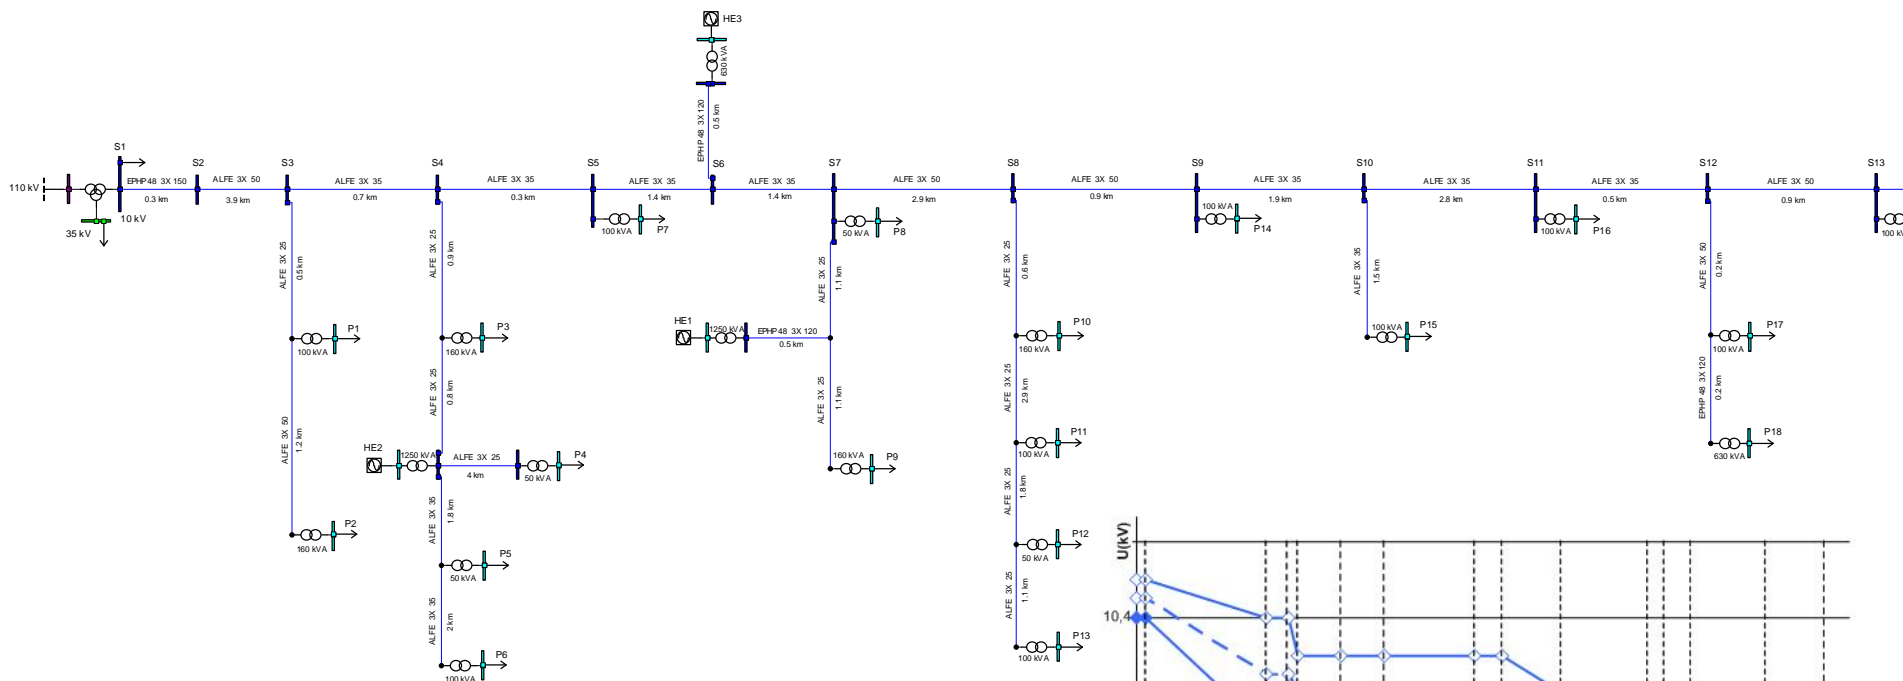 HE3
630 kVA
EPHP 48 3X 120
0.5 km
S1
S2
S3
S4
S5
S6
S7
S8
S9
S10
S11
S12
S13
110 kV
EPHP 48 3X 150
0.3 km
ALFE 3X 50
3.9 km
ALFE 3X 35
0.7 km
ALFE 3X 35
0.3 km
ALFE 3X 35
1.4 km
ALFE 3X 35
1.4 km
ALFE 3X 50
2.9 km
ALFE 3X 50
0.9 km
ALFE 3X 35
1.9 km
ALFE 3X 35
2.8 km
ALFE 3X 35
0.5 km
ALFE 3X 50
0.9 km
10 kV
35 kV
100 kVA
P7
50 kVA
P8
100 kVA
P14
100 kVA
P16
100 k
ALFE 3X 25
0.5 km
P1
100 kVA
ALFE 3X 50
1.2 km
P2
160 kVA
ALFE 3X 25
0.9 km
P3
160 kVA
ALFE 3X 25
0.8 km
HE2
1250 kVA
ALFE 3X 25
4 km
P4
50 kVA
ALFE 3X 35
1.8 km
P5
50 kVA
ALFE 3X 35
2 km
P6
100 kVA
ALFE 3X 25
1.1 km
HE1
1250 kVA
EPHP 48 3X 120
0.5 km
ALFE 3X 25
1.1 km
160 kVA
P9
ALFE 3X 25
0.6 km
P10
160 kVA
ALFE 3X 25
2.9 km
P11
100 kVA
ALFE 3X 25
1.8 km
P12
50 kVA
ALFE 3X 25
1.1 km
P13
100 kVA
ALFE 3X 35
1.5 km
100 kVA
P15
ALFE 3X 50
0.2 km
P17
100 kVA
EPHP 48 3X 120
0.2 km
P18
630 kVA
U(kV)
10,4